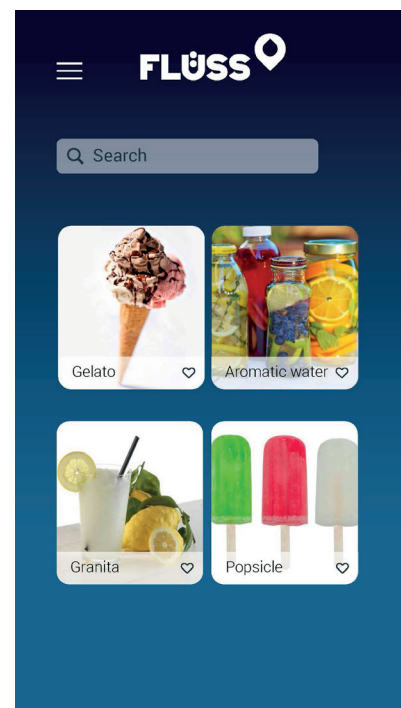 FLÜSS
Search
Gelato
Aromatic water
Granita
Popsicle